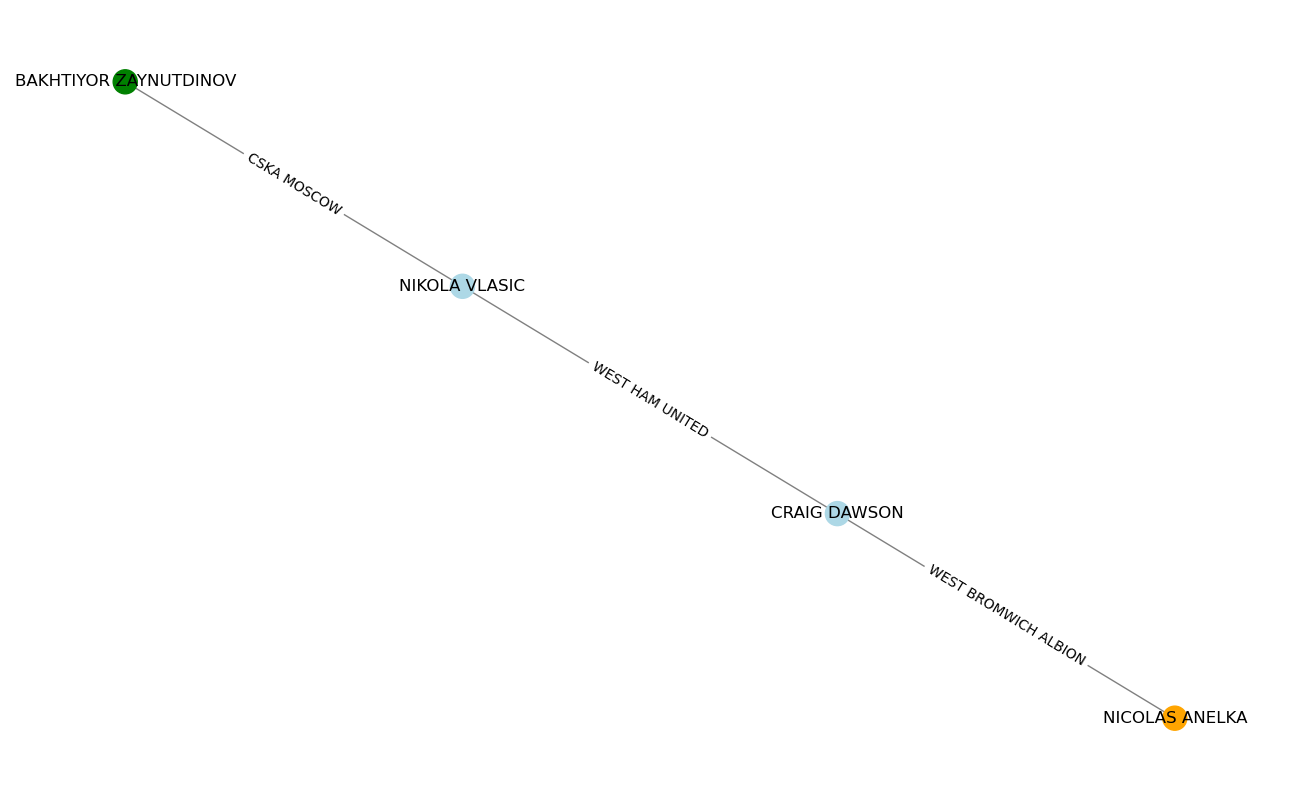 BAKHTIYOR ZAYNUTDINOV
CSKA MOSCOW
NIKOLA VLASIC
WEST HAM UNITED
CRAIG DAWSON
WEST BROMWICH ALBION
NICOLAS ANELKA